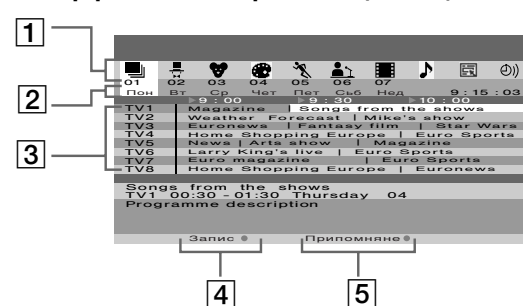 1
01 02 03 04 05 06 07
2
Пон Вт Ср Чет Пет Съб Нед 9:15:03
9:00 9:30 10:00
TV1 Magazine | Songs from the shows
TV2 Weather Forecast | Mike's show
TV3 Euronews | Fantasy film | Star Wars
TV4 Home Shopping Europe | Euro Sports
3
TV5 News | Arts show | Magazine
TV6 Larry King's live | Euro Sports
TV7 Euro magazine | Euro Sports
TV8 Home Shopping Europe | Euronews
Songs from the shows
TV1 00:30 - 01:30 Thursday 04
Programme description
Запис Припомняне
4 5